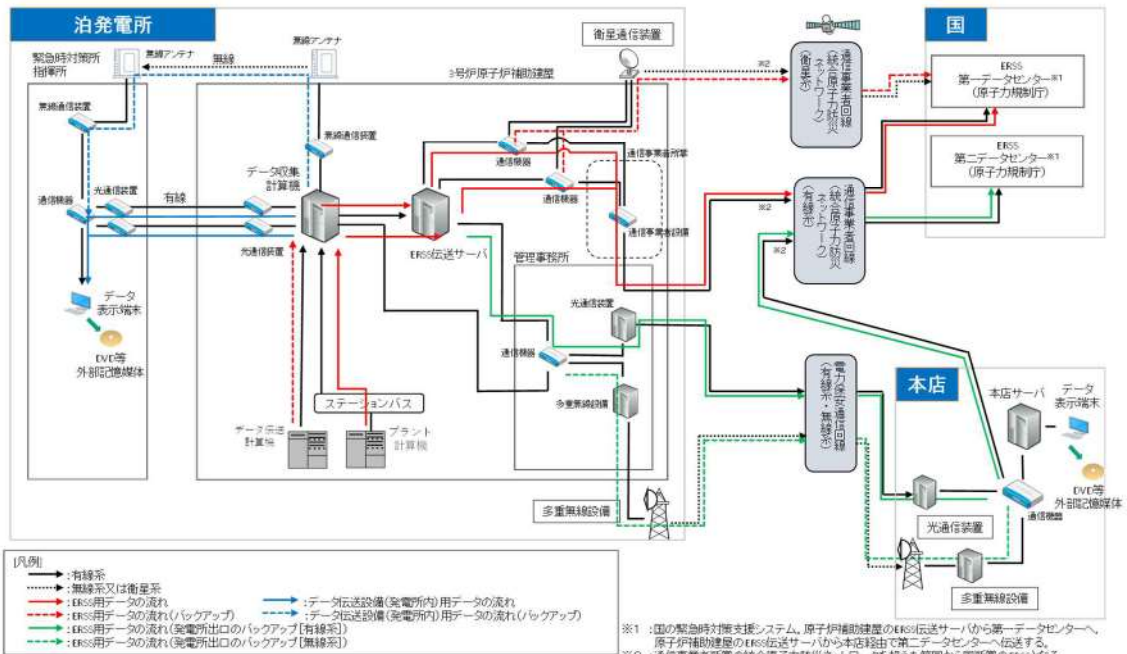 泊発電所
緊急時対策所
指揮所
無線アンテナ
無線
無線アンテナ
3号炉原子炉補助建屋
衛星通信装置
無線通信装置
無線通信装置
通信機器
光通信装置
有線
データ収集
計算機
光通信装置
ERSS伝送サーバ
通信機器
通信機器
通信事業者所掌
通信事業者設備
データ
表示端末
DVD等
外部記憶媒体
ステーションバス
データ伝送
計算機
プラント
計算機
管理事務所
光通信装置
通信機器
多重無線設備
多重無線設備
※2
※2
※2
通信事業者回線
(統合原子力防災
ネットワーク)
(衛星系)
通信事業者回線
(統合原子力防災
ネットワーク)
(有線系)
電力保安通信回線
(有線系・無線系)
国
ERSS
第一データセンター※1
(原子力規制庁)
ERSS
第二データセンター※1
(原子力規制庁)
本店
本店サーバ
データ
表示端末
DVD等
外部記憶媒体
通信機器
光通信装置
多重無線設備
[凡例]
:有線系
:無線系又は衛星系
:ERSS用データの流れ
:ERSS用データの流れ(バックアップ)
:ERSS用データの流れ(発電所出口のバックアップ[有線系])
:ERSS用データの流れ(発電所出口のバックアップ[無線系])
:データ伝送設備(発電所内)用データの流れ
:データ伝送設備(発電所内)用データの流れ(バックアップ)
※1 :国の緊急時対策支援システム。原子炉補助建屋のERSS伝送サーバから第一データセンターへ、
原子炉補助建屋のERSS伝送サーバから本店経由で第二データセンターへ伝送する。